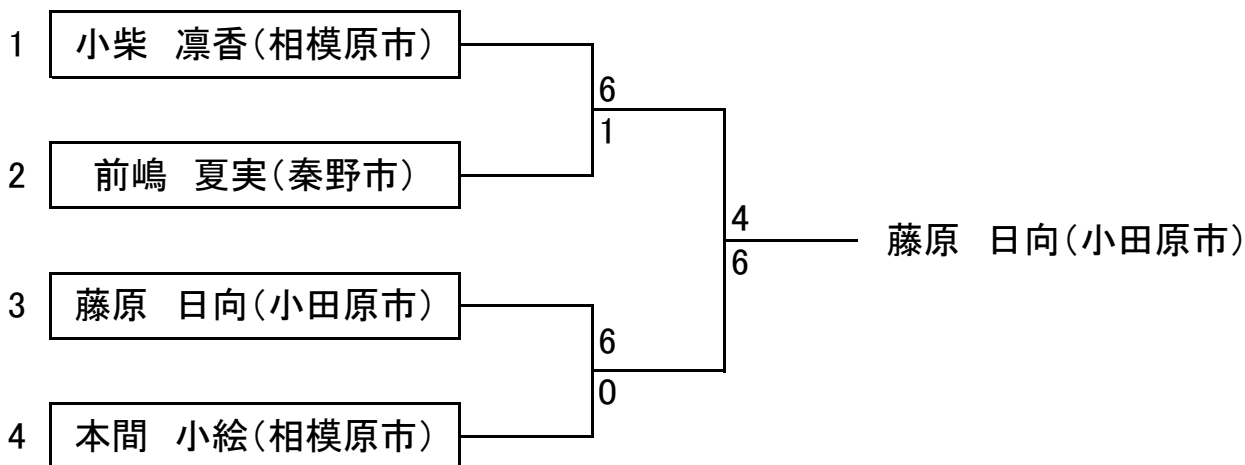 1 小柴　凛香(相模原市)
6
1
2 前嶋　夏実(秦野市)
4
6
藤原　日向(小田原市)
3 藤原　日向(小田原市)
6
0
4 本間　小絵(相模原市)